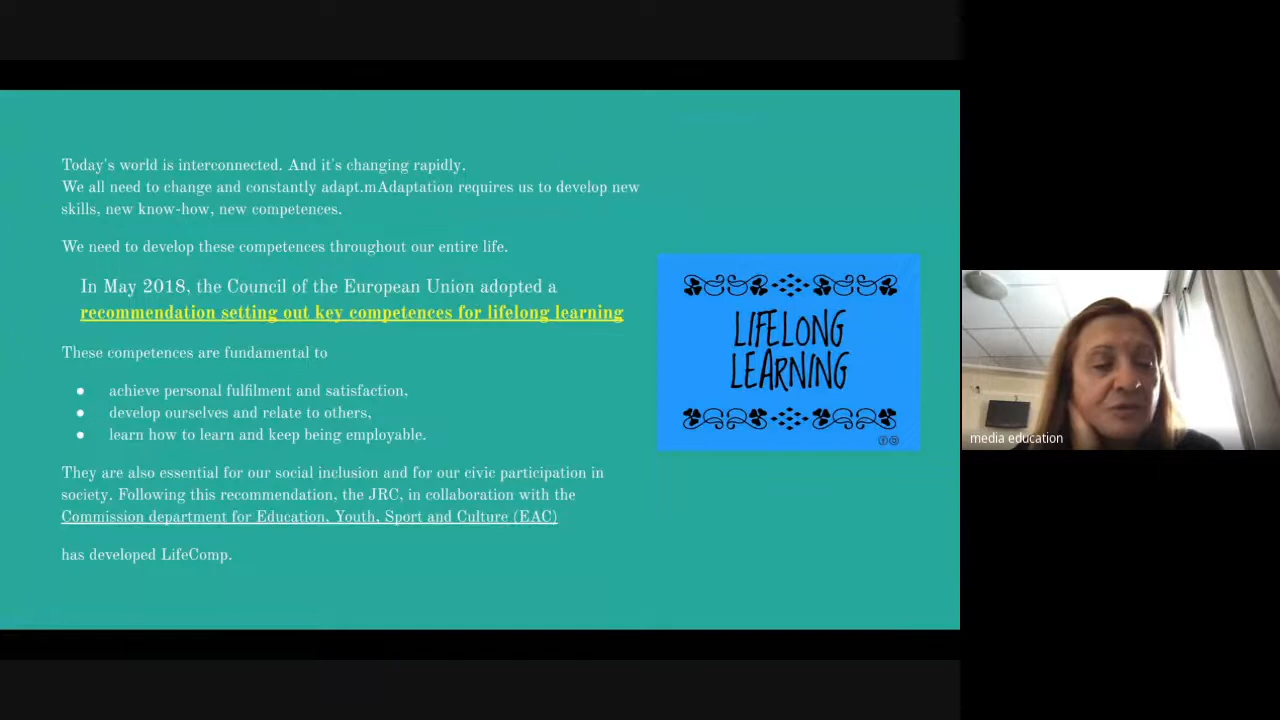 Today's world is interconnected. And it's changing rapidly.
We all need to change and constantly adapt.mAdaptation requires us to develop new
skills, new know-how, new competences.
We need to develop these competences throughout our entire life.
In May 2018, the Council of the European Union adopted a
recommendation setting out key competences for lifelong learning
These competences are fundamental to
● achieve personal fulfilment and satisfaction,
● develop ourselves and relate to others,
● learn how to learn and keep being employable.
They are also essential for our social inclusion and for our civic participation in
society. Following this recommendation, the JRC, in collaboration with the
Commission department for Education, Youth, Sport and Culture (EAC)
has developed LifeComp.
LIFELONG
LEARNING
media education